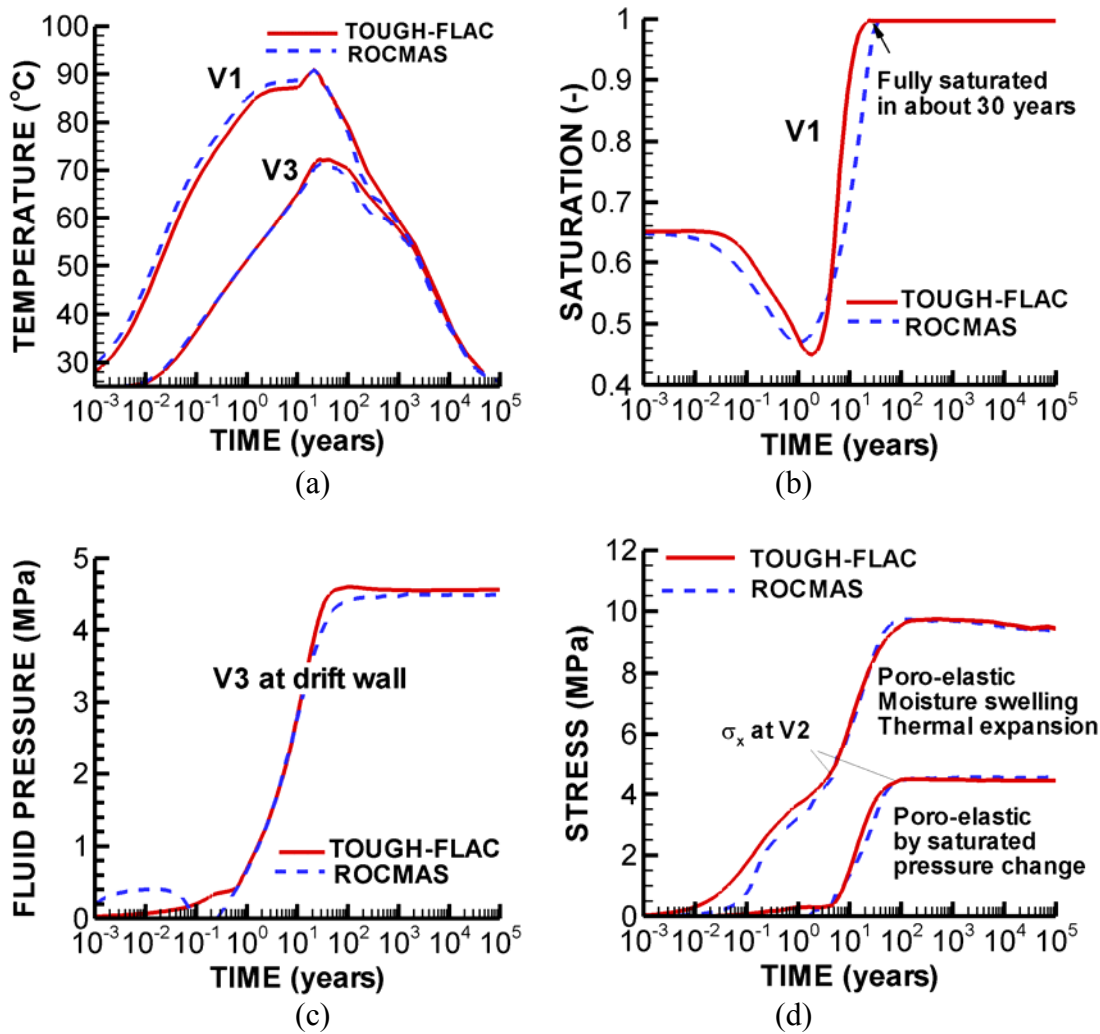 TEMPERATURE (°C)
100
90
80
70
60
50
40
30
TOUGH-FLAC
ROCMAS
V1
V3
10⁻³ 10⁻² 10⁻¹ 10⁰ 10¹ 10² 10³ 10⁴ 10⁵
TIME (years)
(a)
SATURATION (-)
1
0.9
0.8
0.7
0.6
0.5
0.4
Fully saturated
in about 30 years
V1
TOUGH-FLAC
ROCMAS
10⁻³ 10⁻² 10⁻¹ 10⁰ 10¹ 10² 10³ 10⁴ 10⁵
TIME (years)
(b)
FLUID PRESSURE (MPa)
5
4
3
2
1
0
V3 at drift wall
TOUGH-FLAC
ROCMAS
10⁻³ 10⁻² 10⁻¹ 10⁰ 10¹ 10² 10³ 10⁴ 10⁵
TIME (years)
(c)
STRESS (MPa)
12
10
8
6
4
2
0
TOUGH-FLAC
ROCMAS
Poro-elastic
Moisture swelling
Thermal expansion
σₓ at V2
Poro-elastic
by saturated
pressure change
10⁻³ 10⁻² 10⁻¹ 10⁰ 10¹ 10² 10³ 10⁴ 10⁵
TIME (years)
(d)